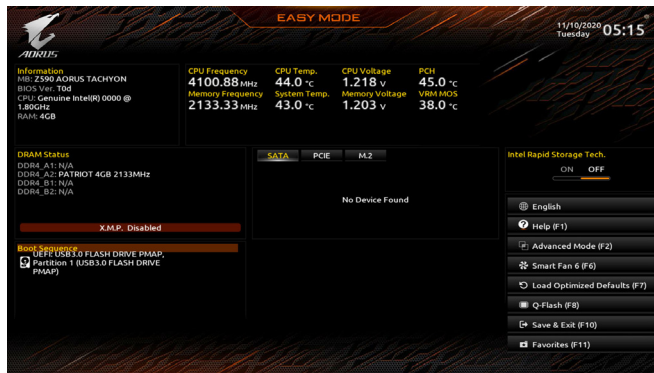 EASY MODE
11/10/2020
Tuesday
05:15
AORUS
Information
MB: Z590 AORUS TACHYON
BIOS Ver. T0d
CPU: Genuine Intel(R) 0000 @
1.80GHz
RAM: 4GB
CPU Frequency
4100.88 MHz
Memory Frequency
2133.33 MHz
CPU Temp.
44.0 °C
System Temp.
43.0 °C
CPU Voltage
1.218 V
Memory Voltage
1.203 V
PCH
45.0 °C
VRM MOS
38.0 °C
DRAM Status
DDR4_A1: N/A
DDR4_A2: PATRIOT 4GB 2133MHz
DDR4_B1: N/A
DDR4_B2: N/A
X.M.P. Disabled
SATA PCIE M.2
No Device Found
Intel Rapid Storage Tech.
ON OFF
Boot Sequence
UEFI: USB3.0 FLASH DRIVE PMAP,
Partition 1 (USB3.0 FLASH DRIVE
PMAP)
English
Help (F1)
Advanced Mode (F2)
Smart Fan 6 (F6)
Load Optimized Defaults (F7)
Q-Flash (F8)
Save & Exit (F10)
Favorites (F11)